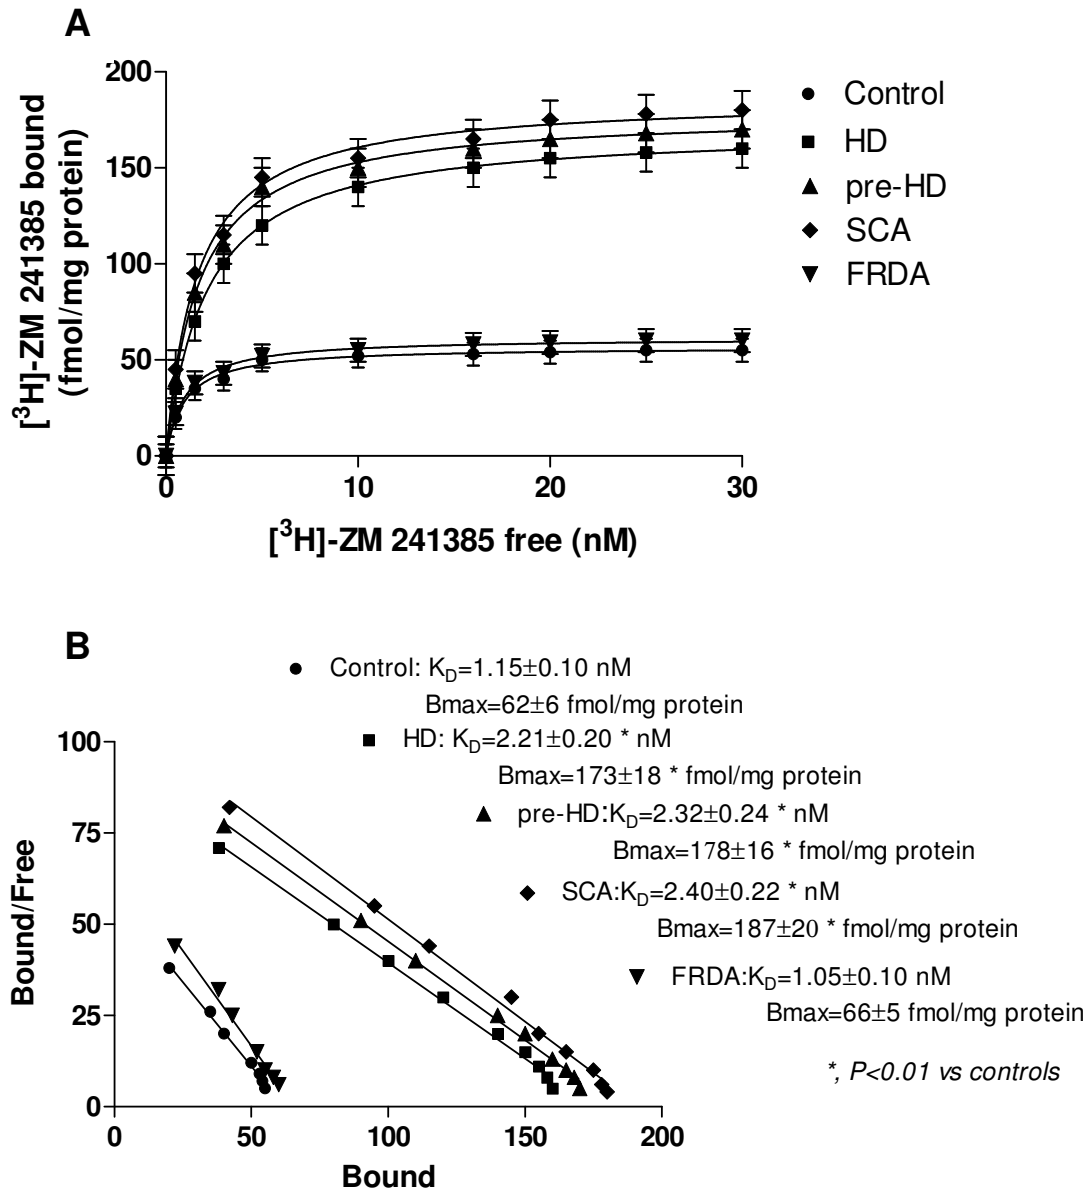 A
200
150
100
50
0
0 10 20 30
[³H]-ZM 241385 bound
(fmol/mg protein)
[³H]-ZM 241385 free (nM)
Control
HD
pre-HD
SCA
FRDA
B
Control: K_D=1.15±0.10 nM
Bmax=62±6 fmol/mg protein
HD: K_D=2.21±0.20 * nM
Bmax=173±18 * fmol/mg protein
pre-HD:K_D=2.32±0.24 * nM
Bmax=178±16 * fmol/mg protein
SCA:K_D=2.40±0.22 * nM
Bmax=187±20 * fmol/mg protein
FRDA:K_D=1.05±0.10 nM
Bmax=66±5 fmol/mg protein
*, P<0.01 vs controls
100
75
50
25
0
0 50 100 150 200
Bound/Free
Bound